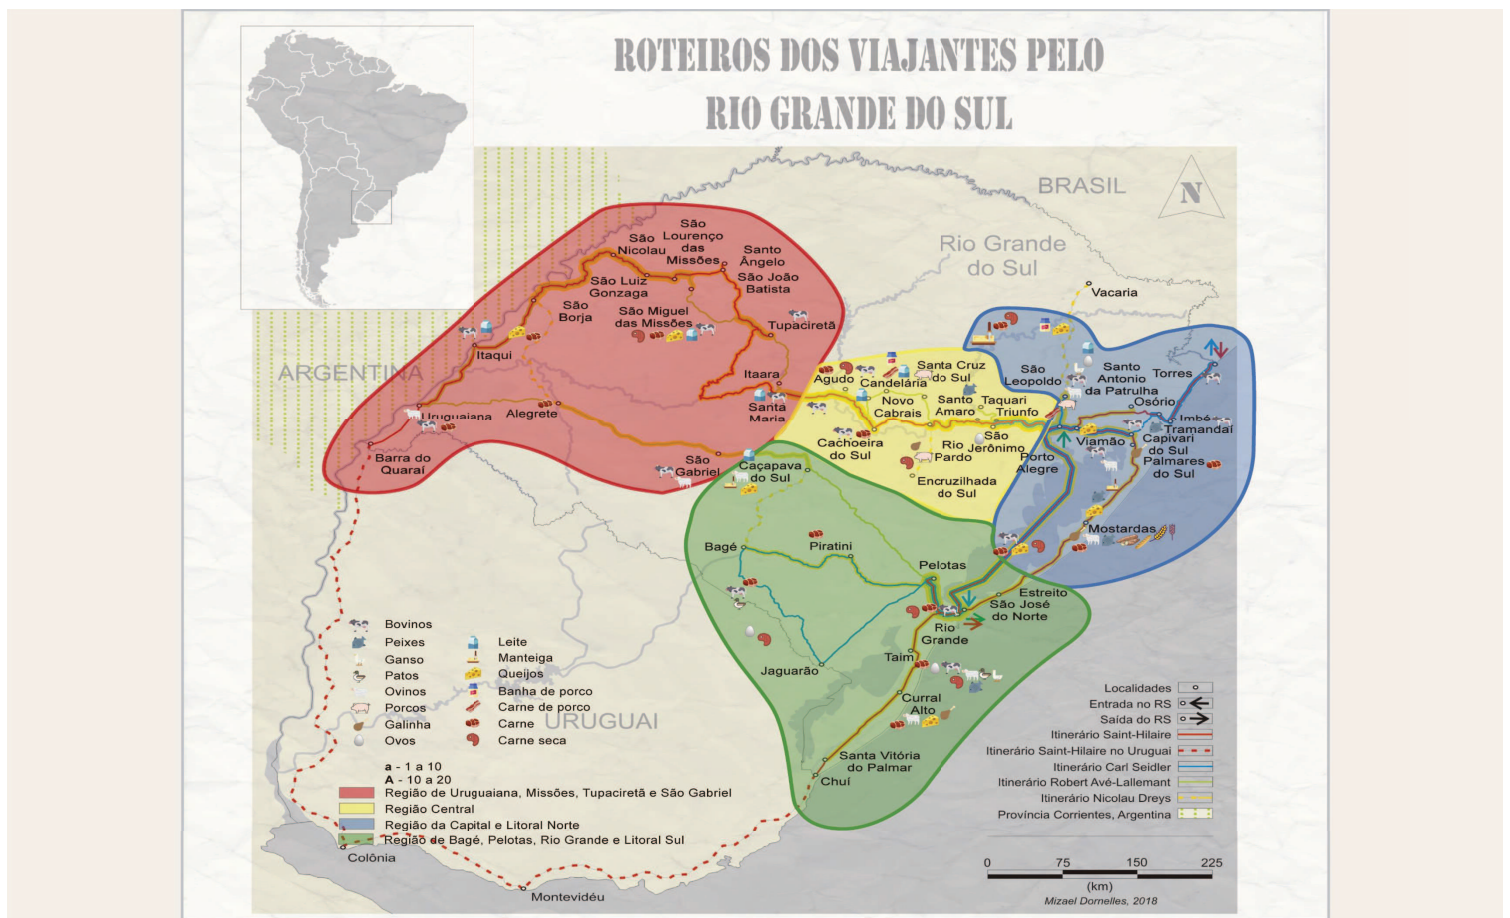 ROTEIROS DOS VIAJANTES PELO
RIO GRANDE DO SUL
BRASIL
N
Rio Grande
do Sul
Vacaria
ARGENTINA
URUGUAI
São
Lourenço
das
Missões
São
Nicolau
Santo
Ângelo
São João
Batista
São Luiz
Gonzaga
São
Borja
São Miguel
das Missões
Tupaciretã
Itaqui
Itaara
Santa
Maria
Alegrete
Uruguaiana
Barra do
Quaraí
São
Gabriel
Agudo
Candelária
Santa Cruz
do Sul
Novo
Cabrais
Santo
Amaro
Taquari
Triunfo
Cachoeira
do Sul
Rio
Pardo
São
Jerônimo
Encruzilhada
do Sul
São
Leopoldo
Santo
Antonio
da Patrulha
Torres
Osório
Imbé
Tramandaí
Viamão
Capivari
do Sul
Porto
Alegre
Palmares
do Sul
Mostardas
Caçapava
do Sul
Bagé
Piratini
Pelotas
Estreito
São José
do Norte
Rio
Grande
Jaguarão
Taim
Curral
Alto
Santa Vitória
do Palmar
Chuí
Colônia
Montevidéu
Bovinos
Peixes
Ganso
Patos
Ovinos
Porcos
Galinha
Ovos
Leite
Manteiga
Queijos
Banha de porco
Carne de porco
Carne
Carne seca
a - 1 a 10
A - 10 a 20
Região de Uruguaiana, Missões, Tupaciretã e São Gabriel
Região Central
Região da Capital e Litoral Norte
Região de Bagé, Pelotas, Rio Grande e Litoral Sul
Localidades
Entrada no RS
Saída do RS
Itinerário Saint-Hilaire
Itinerário Saint-Hilaire no Uruguai
Itinerário Carl Seidler
Itinerário Robert Avé-Lallemant
Itinerário Nicolau Dreys
Província Corrientes, Argentina
0 75 150 225
(km)
Mizael Dornelles, 2018